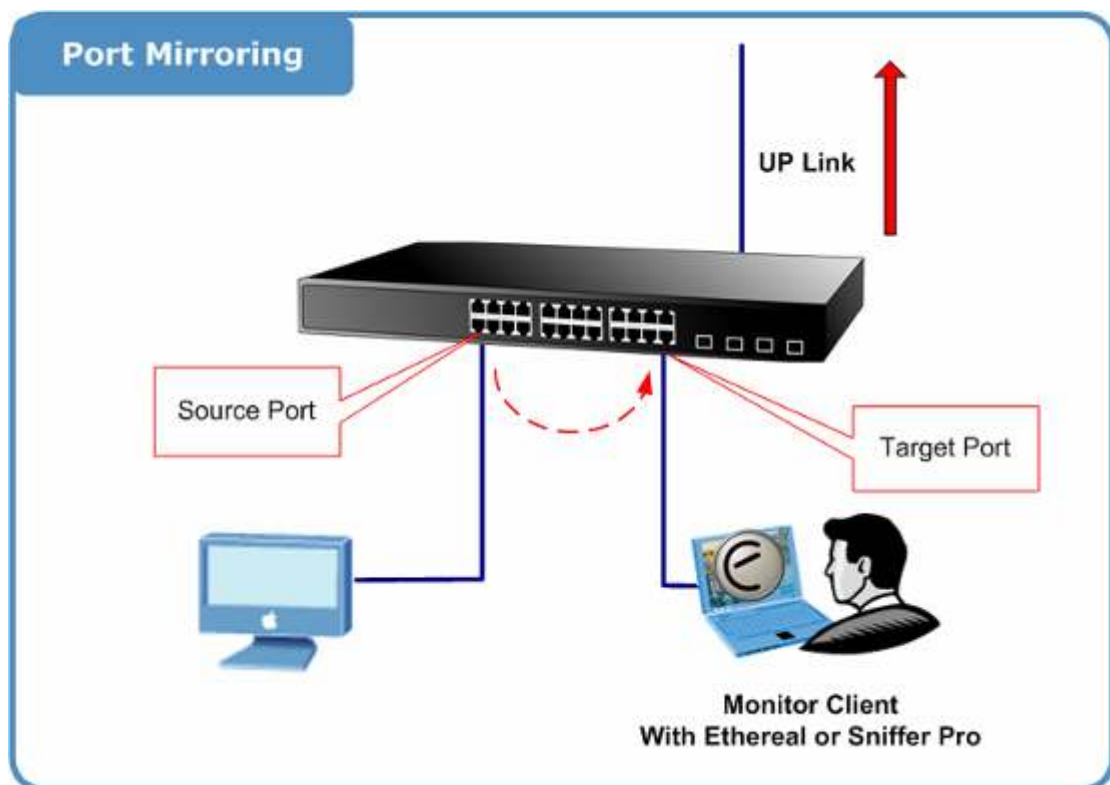 Port Mirroring
UP Link
Source Port
Target Port
Monitor Client
With Ethereal or Sniffer Pro